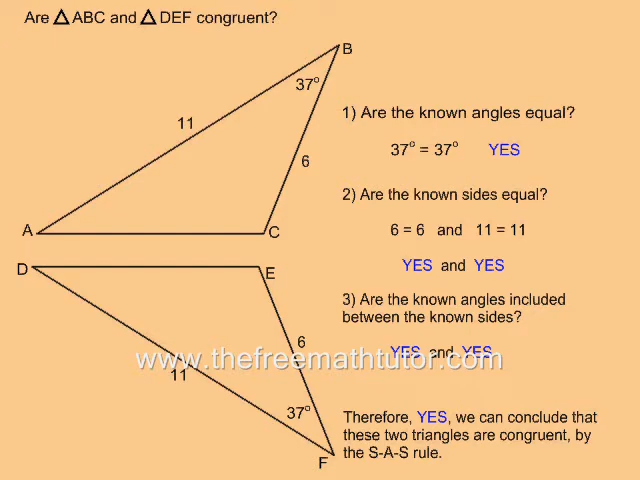 Are △ ABC and △ DEF congruent?
B
37°
11
6
A
C
1) Are the known angles equal?
37° = 37° YES
2) Are the known sides equal?
6 = 6 and 11 = 11
YES and YES
3) Are the known angles included
between the known sides?
YES and YES
D
E
6
11
37°
F
www.thefreemathtutor.com
Therefore, YES, we can conclude that
these two triangles are congruent, by
the S-A-S rule.